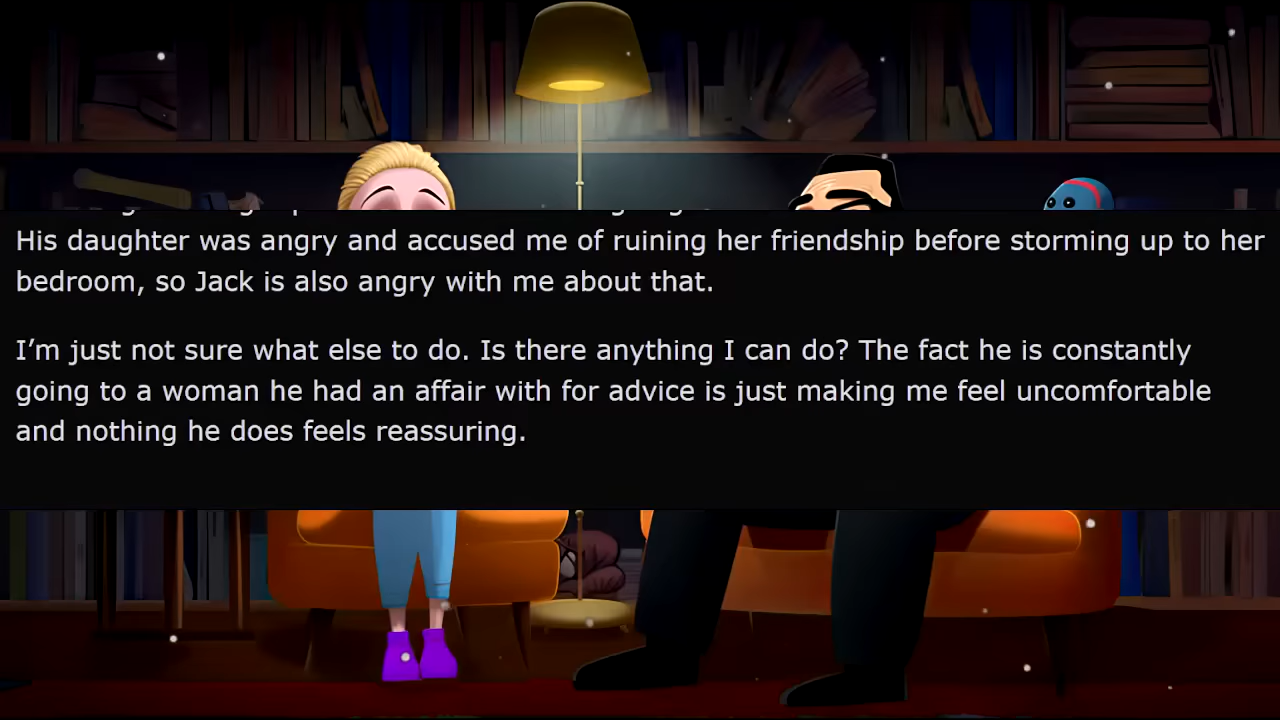 His daughter was angry and accused me of ruining her friendship before storming up to her
bedroom, so Jack is also angry with me about that.
I’m just not sure what else to do. Is there anything I can do? The fact he is constantly
going to a woman he had an affair with for advice is just making me feel uncomfortable
and nothing he does feels reassuring.